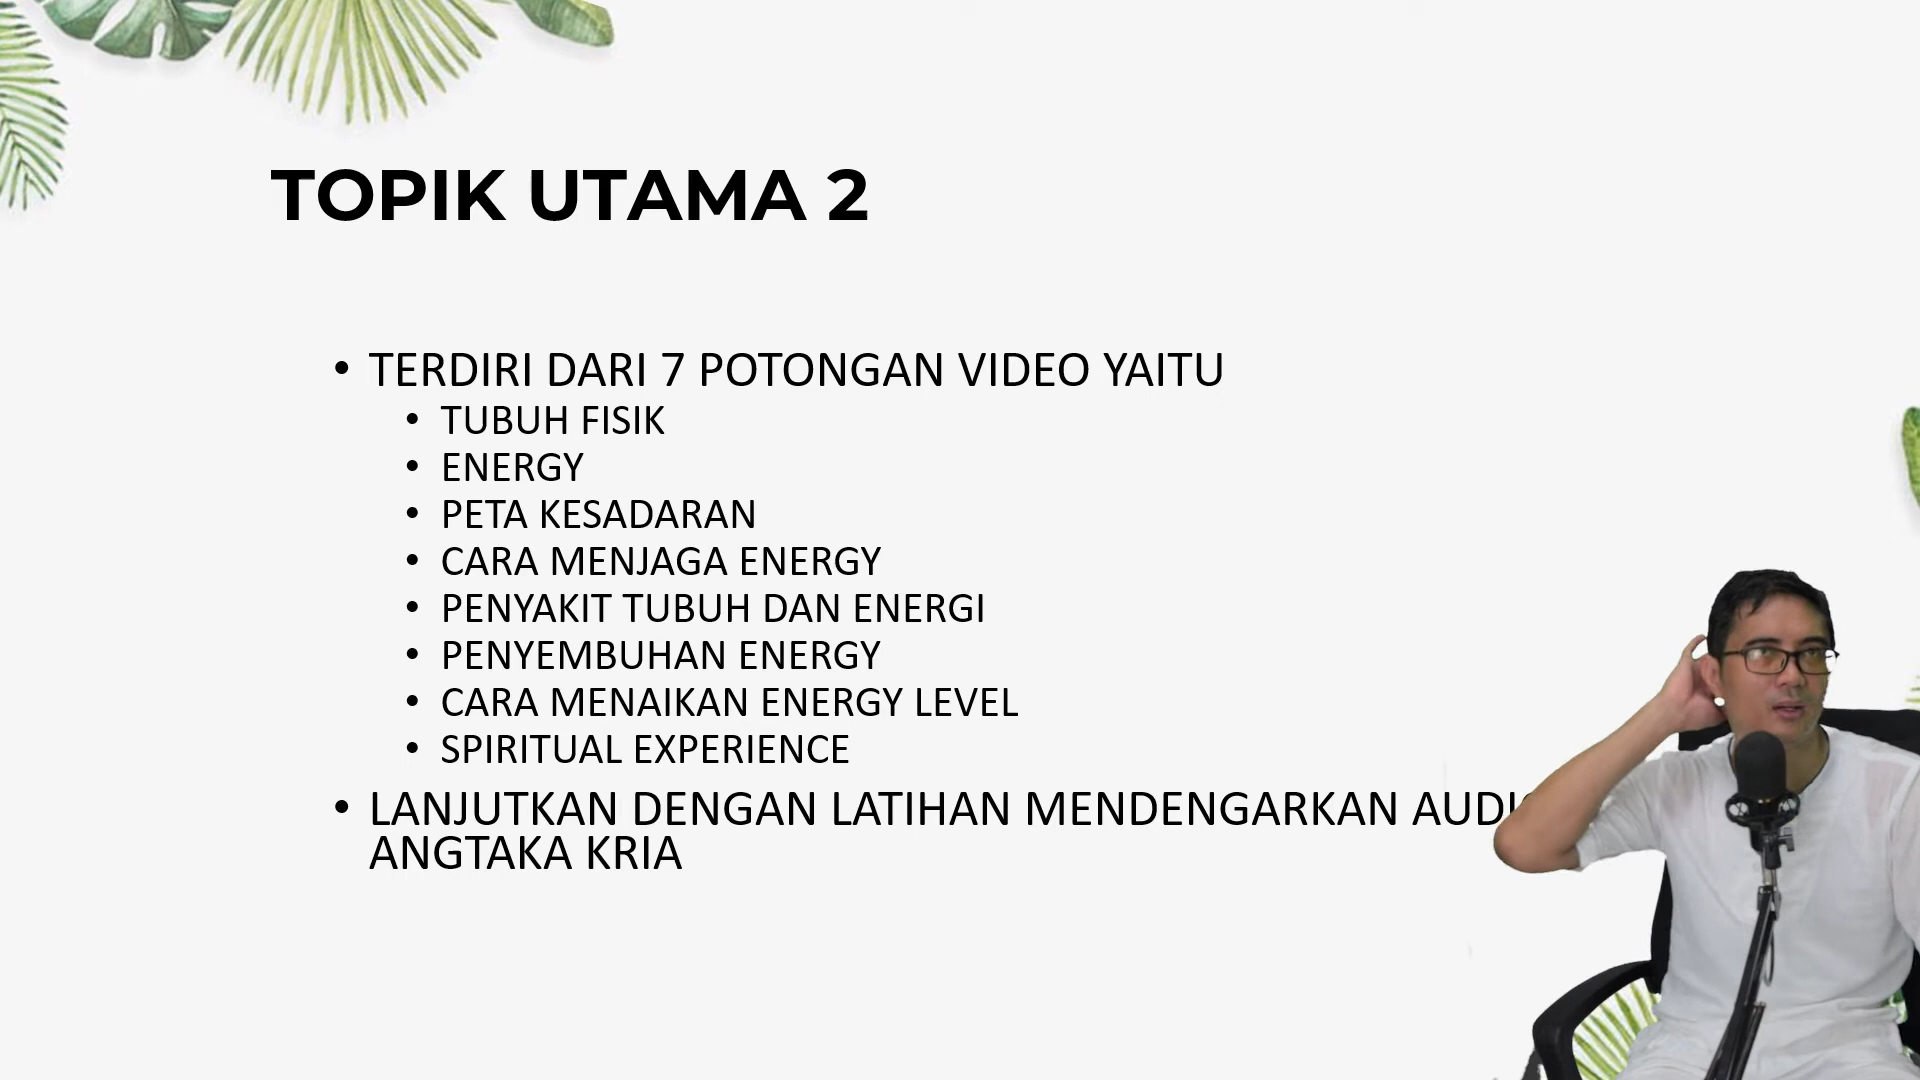 TOPIK UTAMA 2
• TERDIRI DARI 7 POTONGAN VIDEO YAITU
• TUBUH FISIK
• ENERGY
• PETA KESADARAN
• CARA MENJAGA ENERGY
• PENYAKIT TUBUH DAN ENERGI
• PENYEMBUHAN ENERGY
• CARA MENAIKAN ENERGY LEVEL
• SPIRITUAL EXPERIENCE
• LANJUTKAN DENGAN LATIHAN MENDENGARKAN
ANGTAKA KRIA